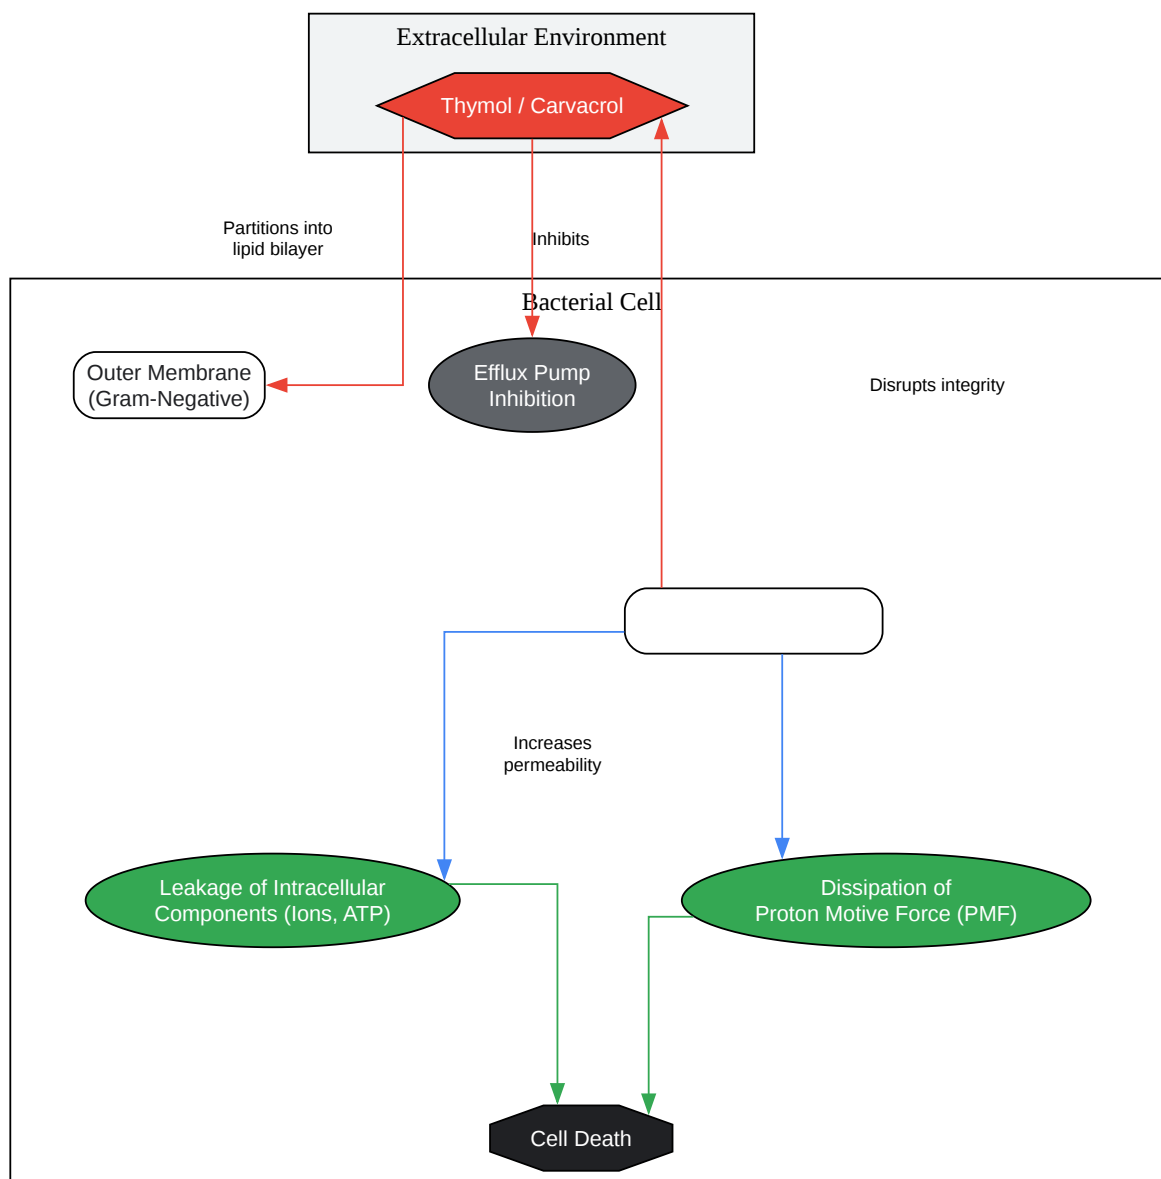 Extracellular Environment
Thymol / Carvacrol
Partitions into
lipid bilayer
Inhibits
Bacterial Cell
Outer Membrane
(Gram-Negative)
Efflux Pump
Inhibition
Disrupts integrity
Increases
permeability
Leakage of Intracellular
Components (Ions, ATP)
Dissipation of
Proton Motive Force (PMF)
Cell Death